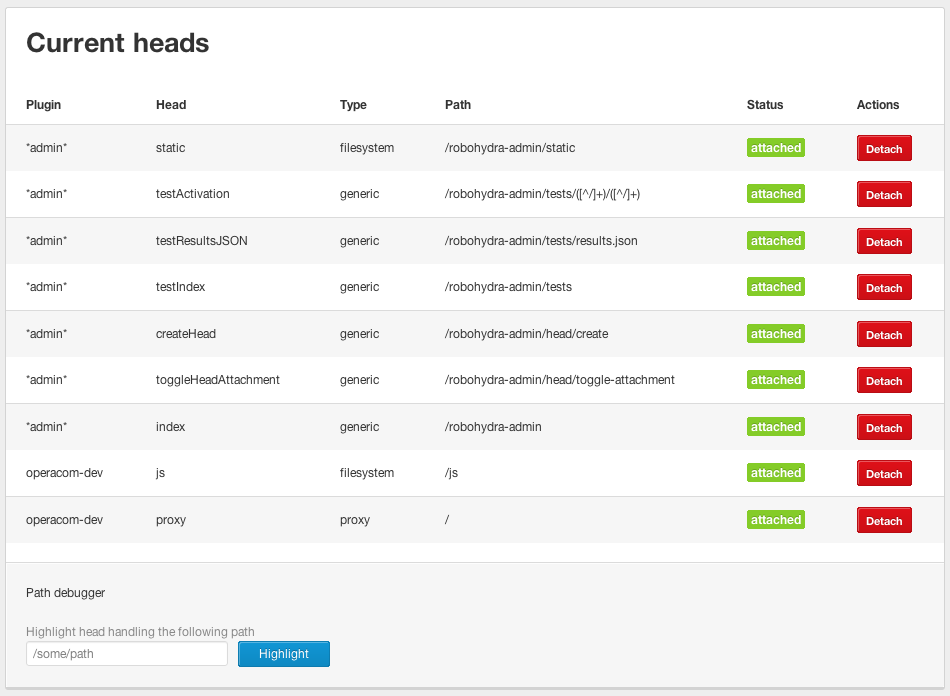 Current heads
Plugin Head Type Path Status Actions
*admin* static filesystem /robohydra-admin/static attached Detach
*admin* testActivation generic /robohydra-admin/tests/([^/]+)/([^/]+) attached Detach
*admin* testResultsJSON generic /robohydra-admin/tests/results.json attached Detach
*admin* testIndex generic /robohydra-admin/tests attached Detach
*admin* createHead generic /robohydra-admin/head/create attached Detach
*admin* toggleHeadAttachment generic /robohydra-admin/head/toggle-attachment attached Detach
*admin* index generic /robohydra-admin attached Detach
operacom-dev js filesystem /js attached Detach
operacom-dev proxy proxy / attached Detach
Path debugger
Highlight head handling the following path
/some/path Highlight